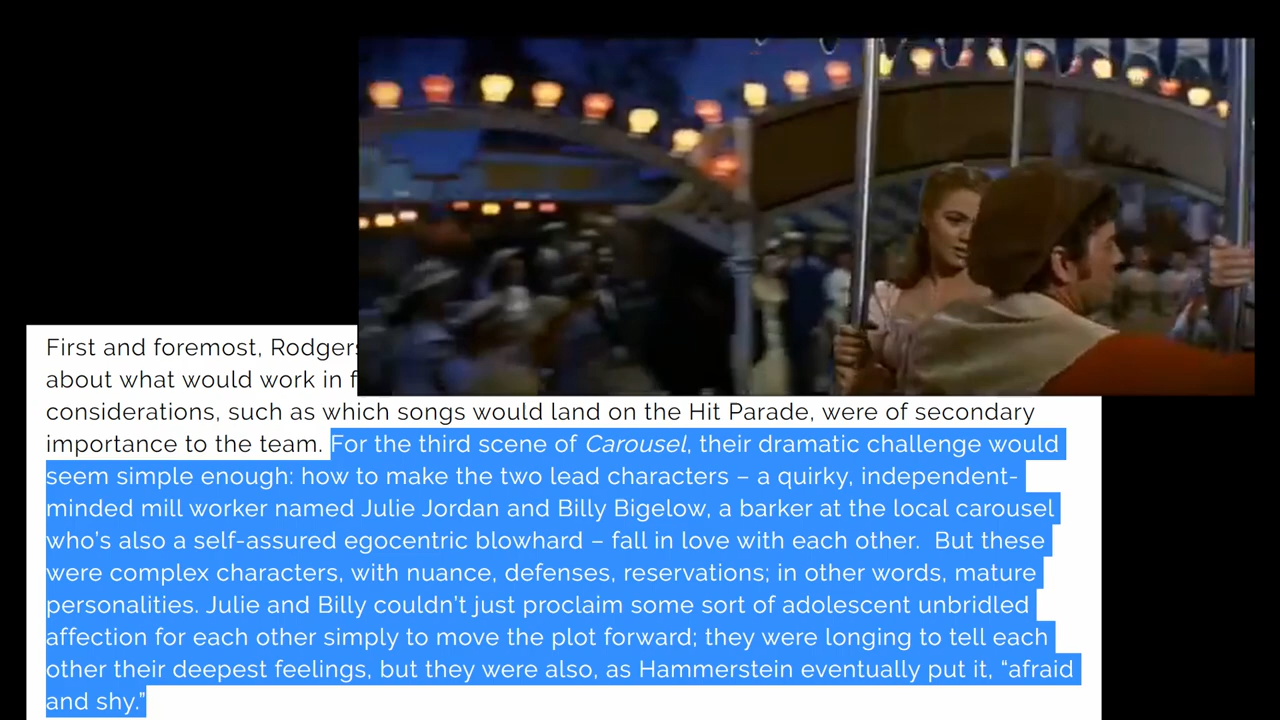 First and foremost, Rodgers
about what would work in
considerations, such as which songs would land on the Hit Parade, were of secondary
importance to the team. For the third scene of Carousel, their dramatic challenge would
seem simple enough: how to make the two lead characters – a quirky, independent-
minded mill worker named Julie Jordan and Billy Bigelow, a barker at the local carousel
who's also a self-assured egocentric blowhard – fall in love with each other.  But these
were complex characters, with nuance, defenses, reservations; in other words, mature
personalities. Julie and Billy couldn't just proclaim some sort of adolescent unbridled
affection for each other simply to move the plot forward; they were longing to tell each
other their deepest feelings, but they were also, as Hammerstein eventually put it, “afraid
and shy.”